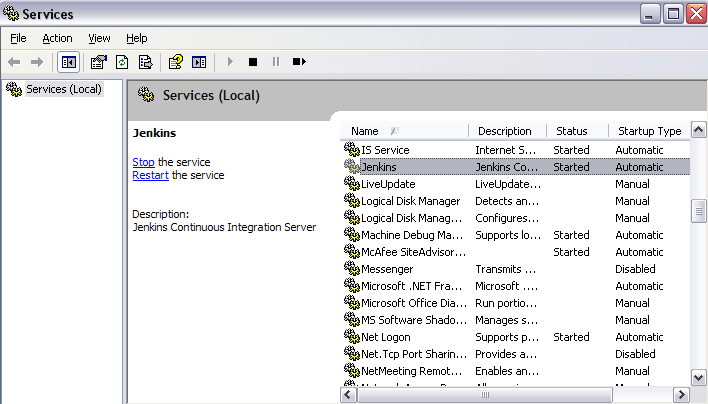 Services
File Action View Help
Services (Local)
Services (Local)
Jenkins
Stop the service
Restart the service
Description:
Jenkins Continuous Integration Server
Name Description Status Startup Type
IS Service Internet S... Started Automatic
Jenkins Jenkins Co... Started Automatic
LiveUpdate LiveUpdate... Manual
Logical Disk Manager Detects an... Manual
Logical Disk Manag... Configures... Manual
Machine Debug Ma... Supports lo... Started Automatic
McAfee SiteAdvisor... Started Automatic
Messenger Transmits ... Disabled
Microsoft .NET Fra... Microsoft .... Automatic
Microsoft Office Dia... Run portio... Manual
MS Software Shado... Manages s... Manual
Net Logon Supports p... Started Automatic
Net.Tcp Port Sharin... Provides a... Disabled
NetMeeting Remot... Enables an... Manual